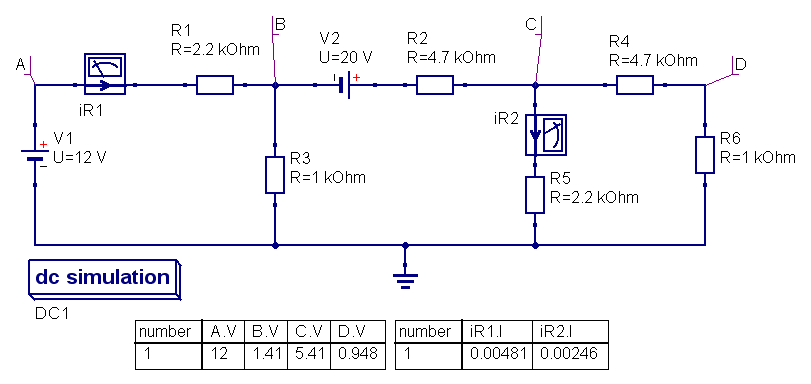 R1
R=2.2 kOhm
B
V2
U=20 V
R2
R=4.7 kOhm
C
R4
R=4.7 kOhm
A
D
iR1
iR2
V1
U=12 V
+
-
R3
R=1 kOhm
R5
R=2.2 kOhm
R6
R=1 kOhm
dc simulation
DC1
number A.V B.V C.V D.V
1 12 1.41 5.41 0.948
number iR1.I iR2.I
1 0.00481 0.00246